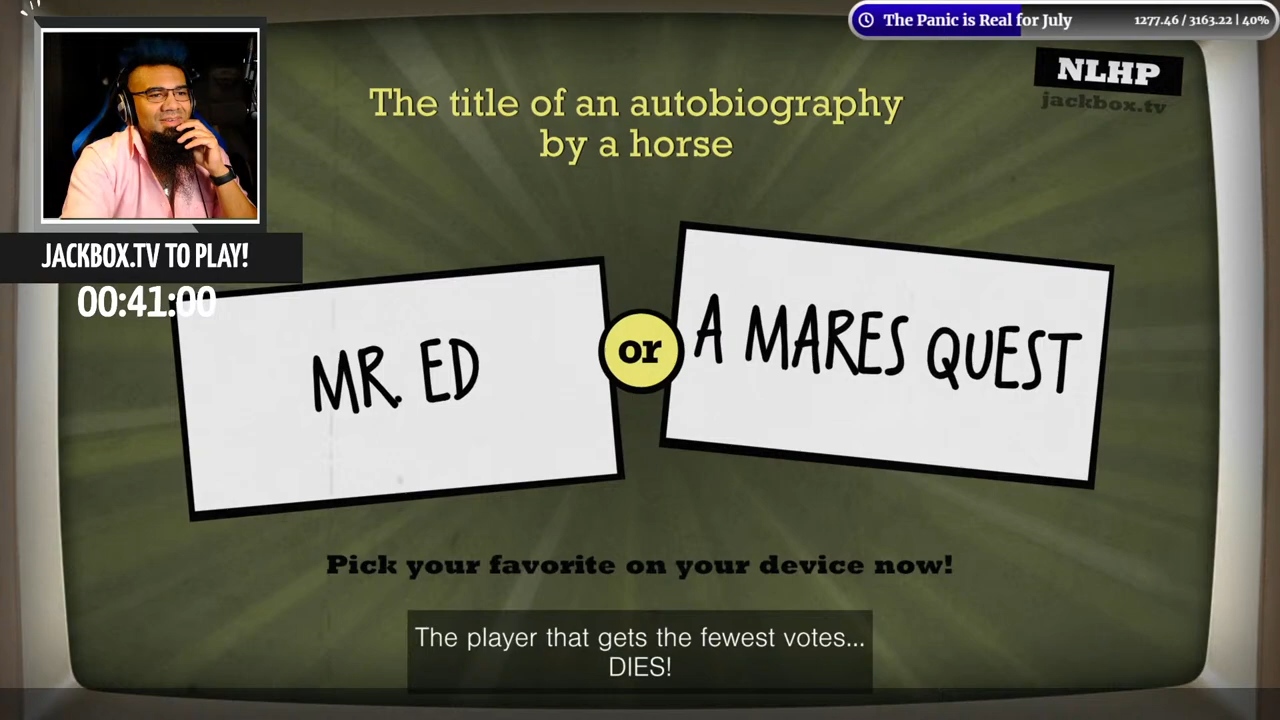 The Panic is Real for July
1277.46 / 3163.22 | 40%
NLHP
jackbox.tv
The title of an autobiography
by a horse
JACKBOX.TV TO PLAY!
00:41:00
MR. ED
or
A MARES QUEST
Pick your favorite on your device now!
The player that gets the fewest votes...
DIES!